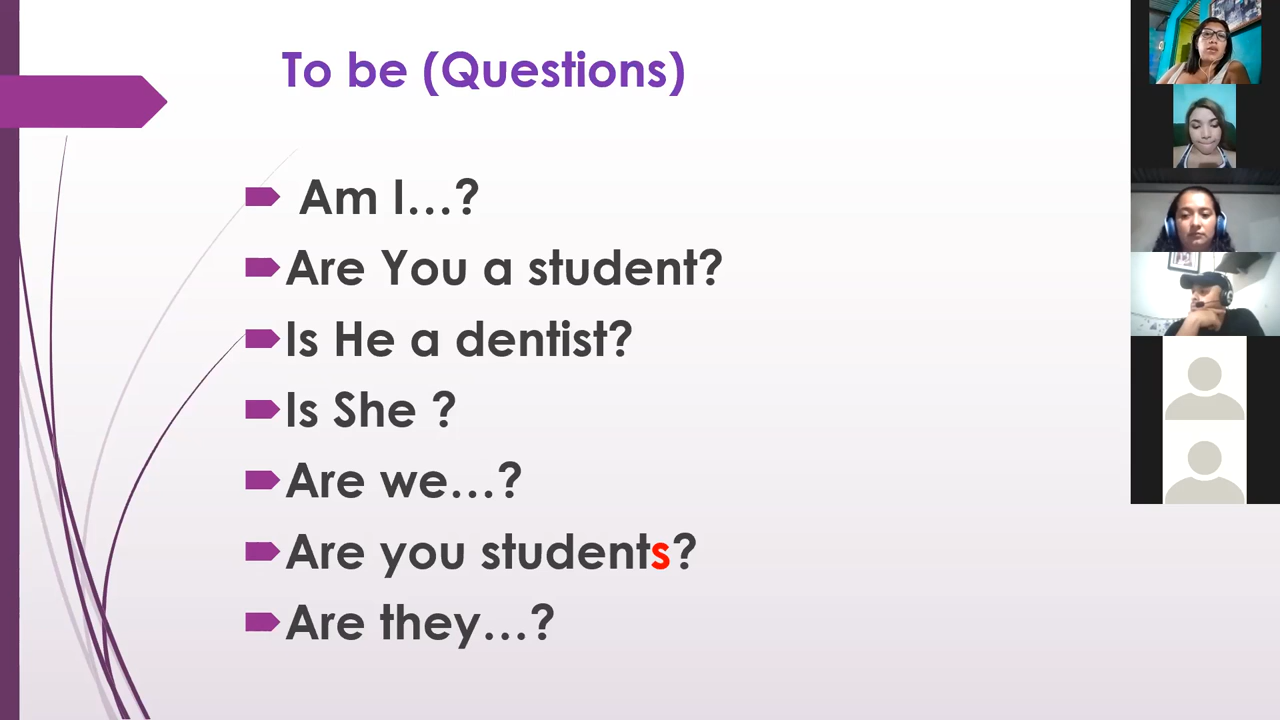 To be (Questions)
Am I...?
Are You a student?
Is He a dentist?
Is She ?
Are we...?
Are you students?
Are they...?